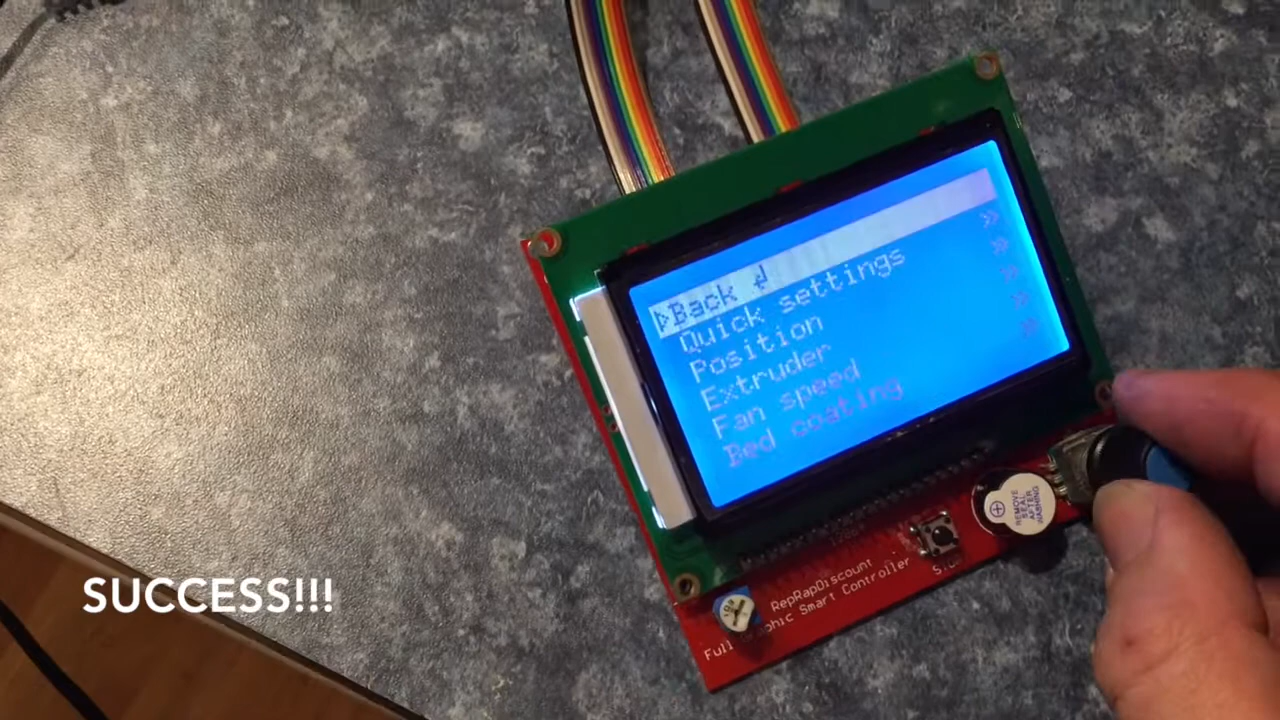 Back
Quick settings
Position
Extruder
Fan speed
Bed coating
REMOVE
SEAL
AFTER
WASHING
RepRapDiscount
Full Graphic Smart Controller
SUCCESS!!!